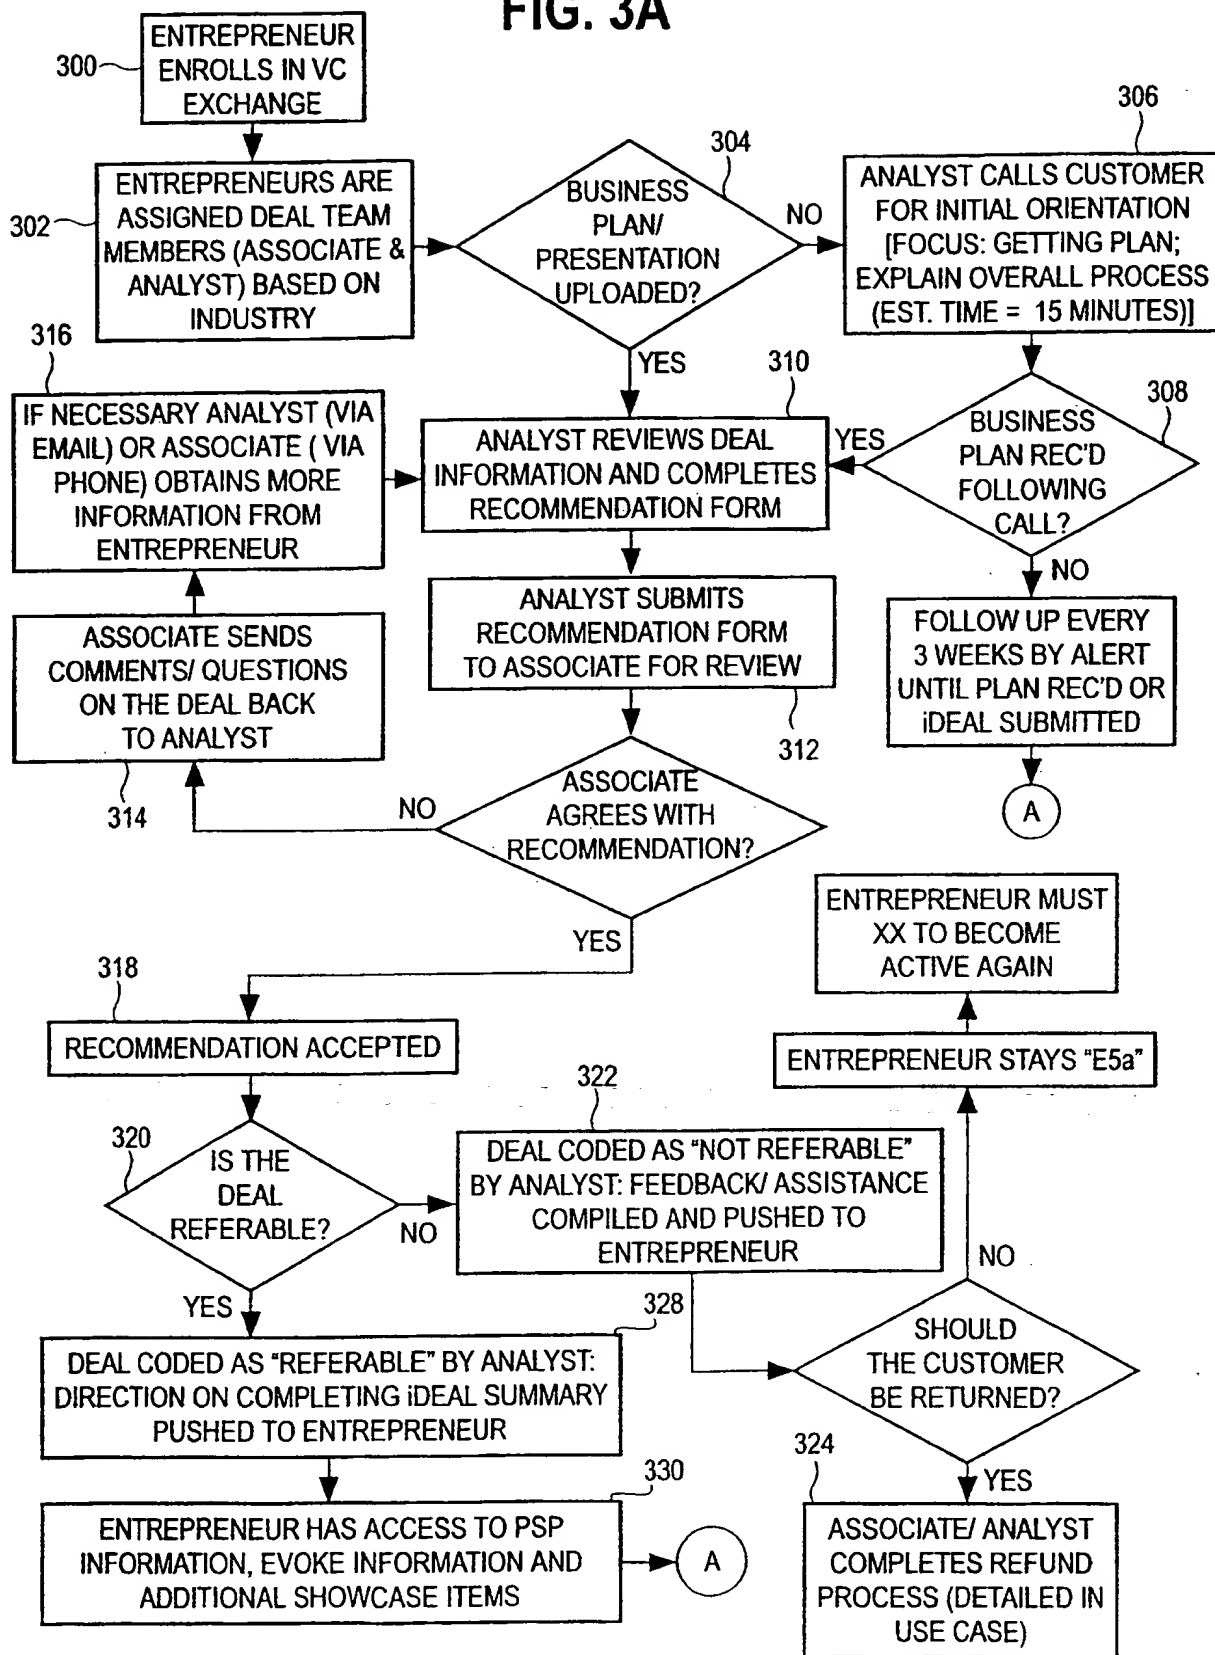 FIG. 3A
300
ENTREPRENEUR
ENROLLS IN VC
EXCHANGE
302
ENTREPRENEURS ARE
ASSIGNED DEAL TEAM
MEMBERS (ASSOCIATE &
ANALYST) BASED ON
INDUSTRY
304
BUSINESS
PLAN/
PRESENTATION
UPLOADED?
NO
YES
306
ANALYST CALLS CUSTOMER
FOR INITIAL ORIENTATION
[FOCUS: GETTING PLAN;
EXPLAIN OVERALL PROCESS
(EST. TIME = 15 MINUTES)]
308
BUSINESS
PLAN REC'D
FOLLOWING
CALL?
YES
NO
FOLLOW UP EVERY
3 WEEKS BY ALERT
UNTIL PLAN REC'D OR
iDEAL SUBMITTED
A
310
ANALYST REVIEWS DEAL
INFORMATION AND COMPLETES
RECOMMENDATION FORM
ANALYST SUBMITS
RECOMMENDATION FORM
TO ASSOCIATE FOR REVIEW
312
ASSOCIATE
AGREES WITH
RECOMMENDATION?
NO
YES
316
IF NECESSARY ANALYST (VIA
EMAIL) OR ASSOCIATE ( VIA
PHONE) OBTAINS MORE
INFORMATION FROM
ENTREPRENEUR
ASSOCIATE SENDS
COMMENTS/ QUESTIONS
ON THE DEAL BACK
TO ANALYST
314
318
RECOMMENDATION ACCEPTED
320
IS THE
DEAL
REFERABLE?
NO
YES
322
DEAL CODED AS "NOT REFERABLE"
BY ANALYST: FEEDBACK/ ASSISTANCE
COMPILED AND PUSHED TO
ENTREPRENEUR
ENTREPRENEUR MUST
XX TO BECOME
ACTIVE AGAIN
ENTREPRENEUR STAYS "E5a"
NO
SHOULD
THE CUSTOMER
BE RETURNED?
YES
324
ASSOCIATE/ ANALYST
COMPLETES REFUND
PROCESS (DETAILED IN
USE CASE)
328
DEAL CODED AS "REFERABLE" BY ANALYST:
DIRECTION ON COMPLETING iDEAL SUMMARY
PUSHED TO ENTREPRENEUR
330
ENTREPRENEUR HAS ACCESS TO PSP
INFORMATION, EVOKE INFORMATION AND
ADDITIONAL SHOWCASE ITEMS
A